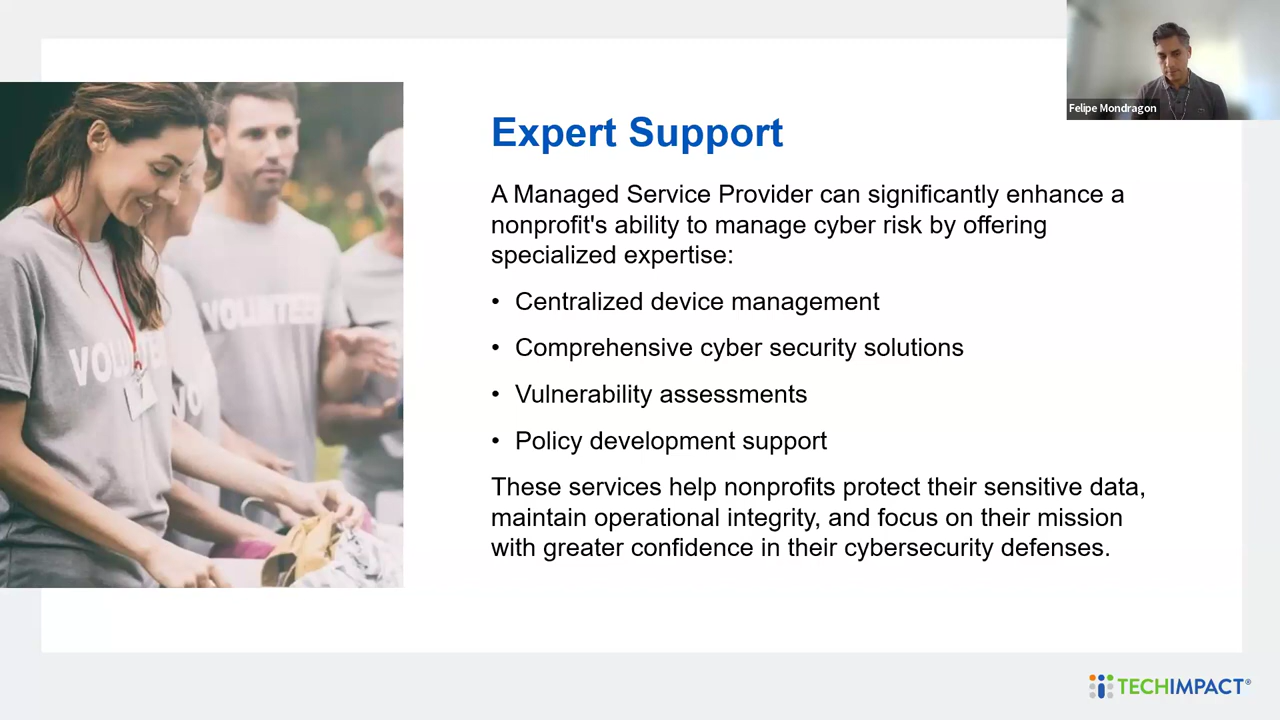 Felipe Mondragon
Expert Support
A Managed Service Provider can significantly enhance a
nonprofit's ability to manage cyber risk by offering
specialized expertise:
• Centralized device management
• Comprehensive cyber security solutions
• Vulnerability assessments
• Policy development support
These services help nonprofits protect their sensitive data,
maintain operational integrity, and focus on their mission
with greater confidence in their cybersecurity defenses.
VOLUNTEER
TECHIMPACT®